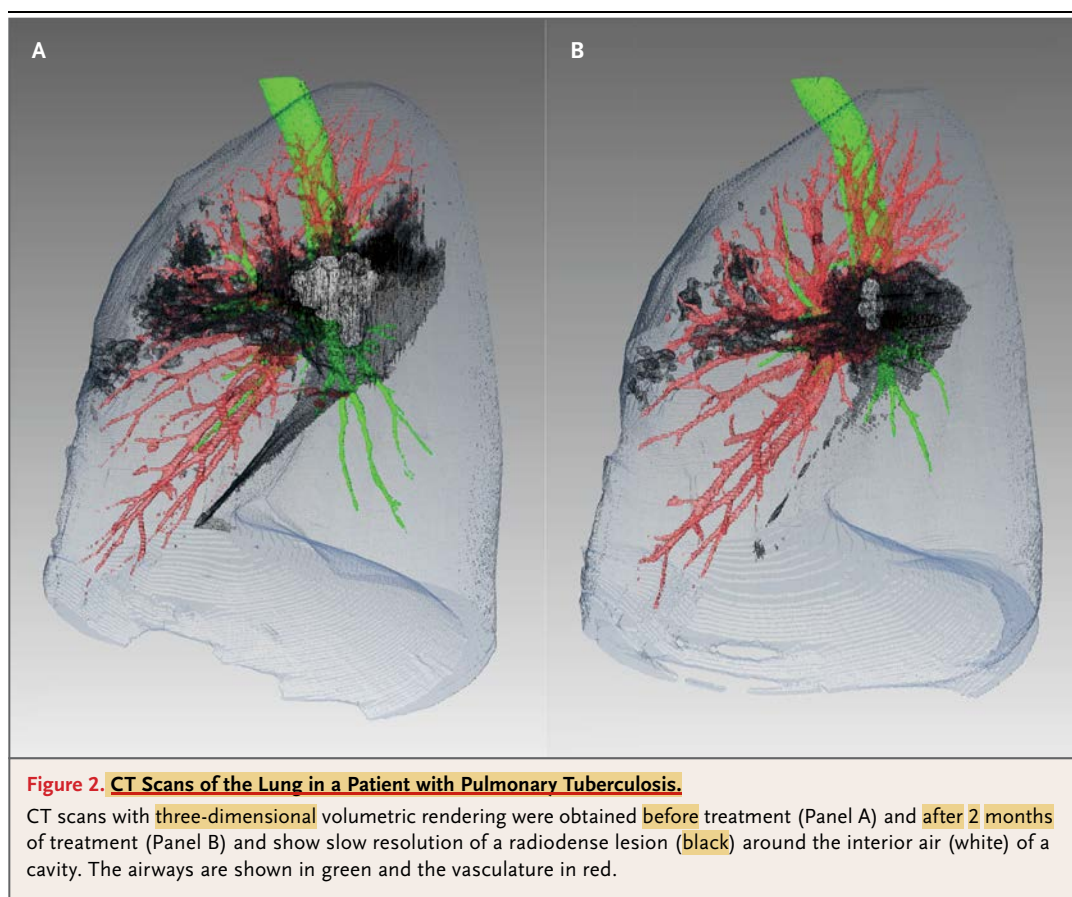 A
B
Figure 2. CT Scans of the Lung in a Patient with Pulmonary Tuberculosis.
CT scans with three-dimensional volumetric rendering were obtained before treatment (Panel A) and after 2 months
of treatment (Panel B) and show slow resolution of a radiodense lesion (black) around the interior air (white) of a
cavity. The airways are shown in green and the vasculature in red.